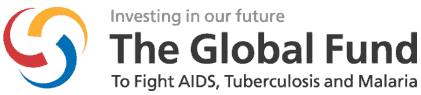 Investing in our future
The Global Fund
To Fight AIDS, Tuberculosis and Malaria